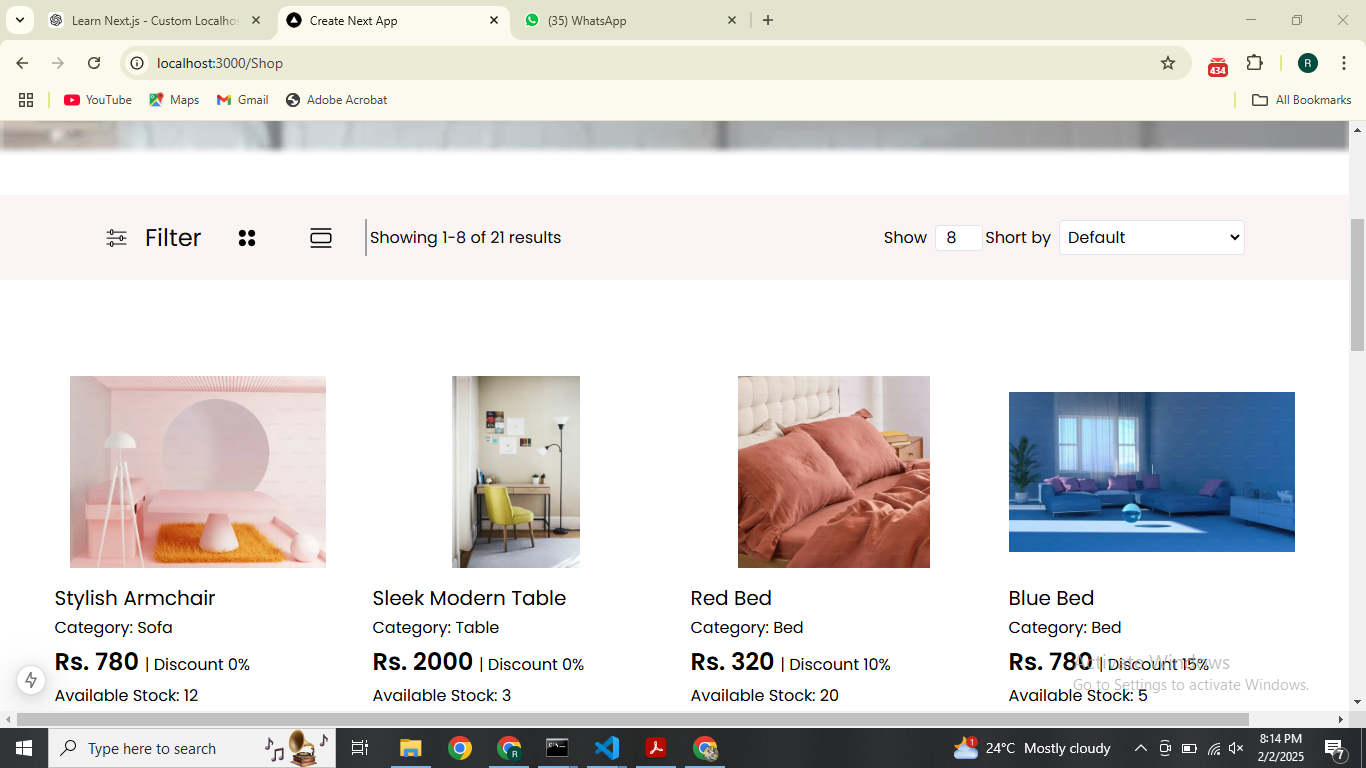 Learn Next.js - Custom Localho
Create Next App
(35) WhatsApp
localhost:3000/Shop
434
R
YouTube
Maps
Gmail
Adobe Acrobat
All Bookmarks
Filter
Showing 1-8 of 21 results
Show 8 Short by Default
Stylish Armchair
Category: Sofa
Rs. 780 | Discount 0%
Available Stock: 12
Sleek Modern Table
Category: Table
Rs. 2000 | Discount 0%
Available Stock: 3
Red Bed
Category: Bed
Rs. 320 | Discount 10%
Available Stock: 20
Blue Bed
Category: Bed
Rs. 780 | Discount 15%
Available Stock: 5
Activate Windows
Go to Settings to activate Windows.
Type here to search
R
1
24°C Mostly cloudy
8:14 PM
2/2/2025
7